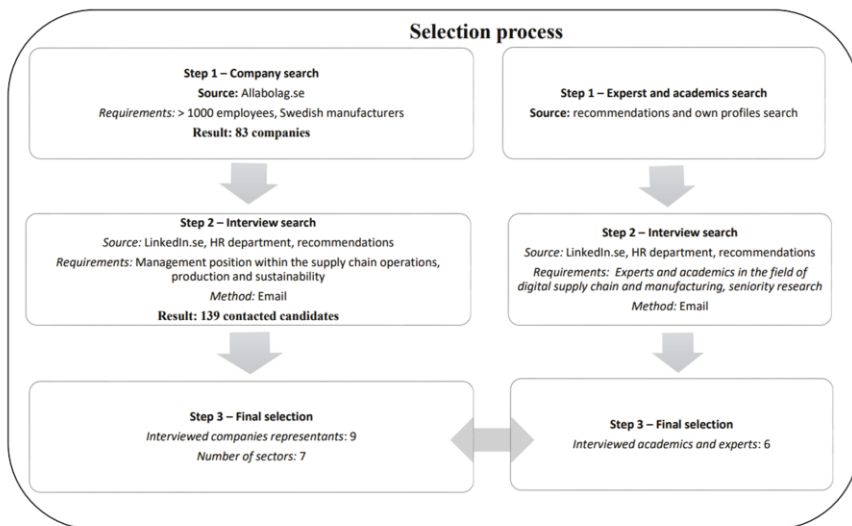 Selection process
Step 1 – Company search
Source: Allabolag.se
Requirements: > 1000 employees, Swedish manufacturers
Result: 83 companies
Step 2 – Interview search
Source: LinkedIn.se, HR department, recommendations
Requirements: Management position within the supply chain operations,
production and sustainability
Method: Email
Result: 139 contacted candidates
Step 3 – Final selection
Interviewed companies representants: 9
Number of sectors: 7
Step 1 – Experst and academics search
Source: recommendations and own profiles search
Step 2 – Interview search
Source: LinkedIn.se, HR department, recommendations
Requirements: Experts and academics in the field of
digital supply chain and manufacturing, seniority research
Method: Email
Step 3 – Final selection
Interviewed academics and experts: 6